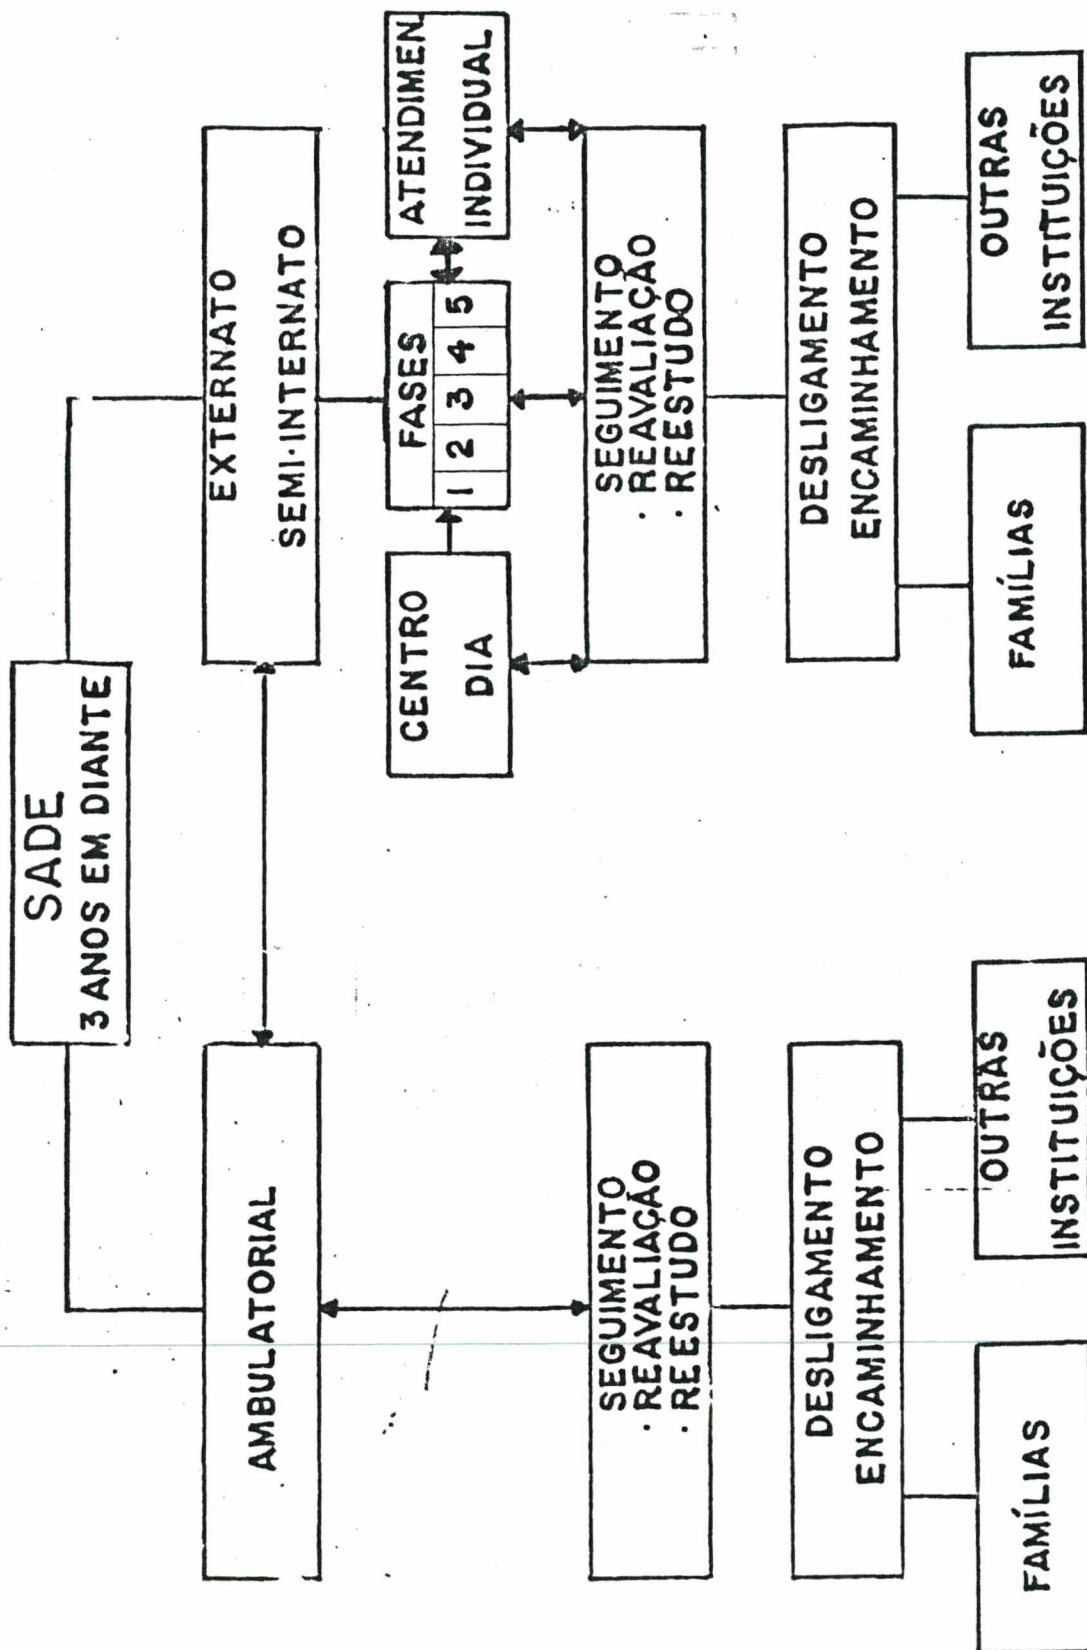 SADE
3 ANOS EM DIANTE
AMBULATORIAL
EXTERNATO
SEMI-INTERNATO
CENTRO
DIA
FASES
1 2 3 4 5
ATENDIMEN
INDIVIDUAL
SEGUIMENTO
· REAVALIAÇÃO
· REESTUDO
SEGUIMENTO
· REAVALIAÇÃO
· REESTUDO
DESLIGAMENTO
ENCAMINHAMENTO
DESLIGAMENTO
ENCAMINHAMENTO
FAMÍLIAS
OUTRAS
INSTITUIÇÕES
FAMÍLIAS
OUTRAS
INSTITUIÇÕES